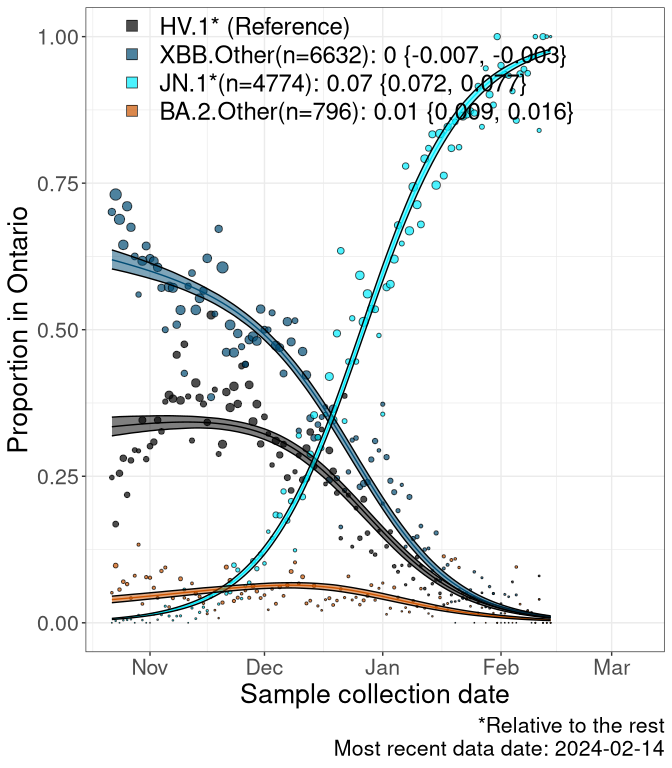 HV.1* (Reference)
XBB.Other(n=6632): 0 {-0.007, -0.003}
JN.1*(n=4774): 0.07 {0.072, 0.077}
BA.2.Other(n=796): 0.01 {0.009, 0.016}
1.00
0.75
0.50
0.25
0.00
Proportion in Ontario
Nov Dec Jan Feb Mar
Sample collection date
*Relative to the rest
Most recent data date: 2024-02-14